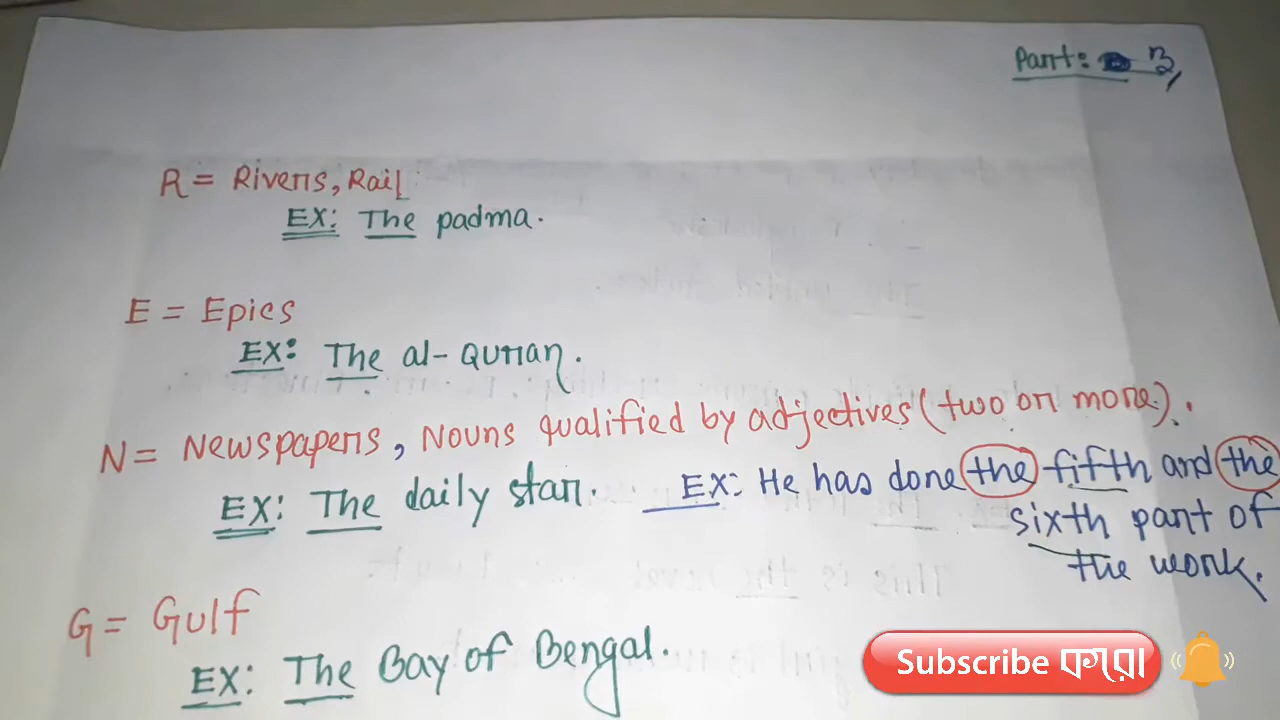 Part: 3
R = Rivers, Rail
EX: The padma.
E = Epics
EX: The al-Quran.
N = Newspapers, Nouns qualified by adjectives (two or more).
EX: The daily star. EX: He has done the fifth and the
sixth part of
the work.
G = Gulf
EX: The Bay of Bengal.
Subscribe করো